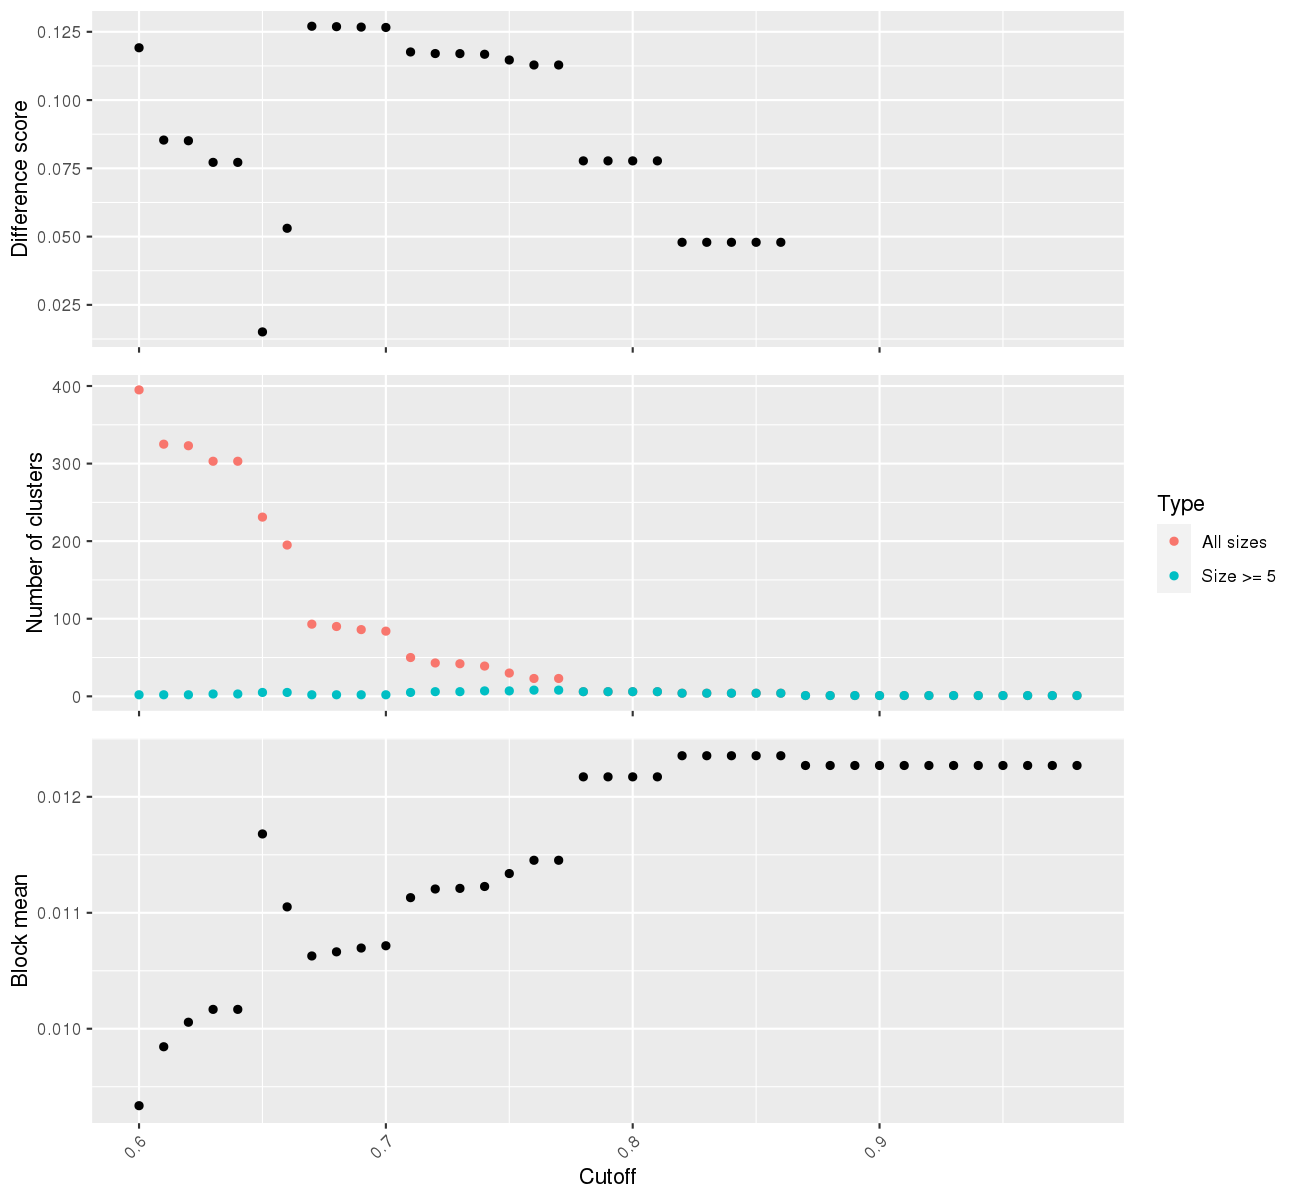 Difference score
0.125
0.100
0.075
0.050
0.025
Number of clusters
400
300
200
100
0
Type
All sizes
Size >= 5
Block mean
0.012
0.011
0.010
0.6
0.7
0.8
0.9
Cutoff